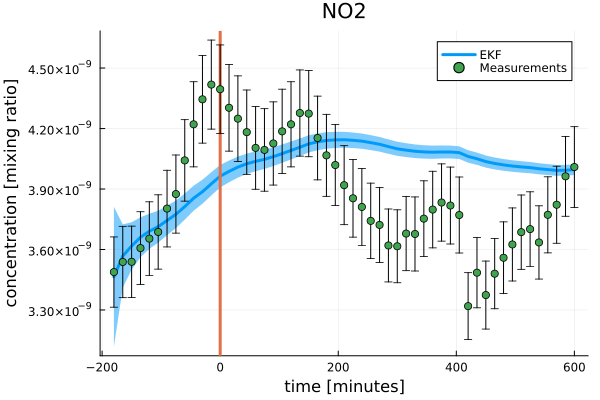 NO2
concentration [mixing ratio]
4.50×10⁻⁹
4.20×10⁻⁹
3.90×10⁻⁹
3.60×10⁻⁹
3.30×10⁻⁹
EKF
Measurements
−200 0 200 400 600
time [minutes]